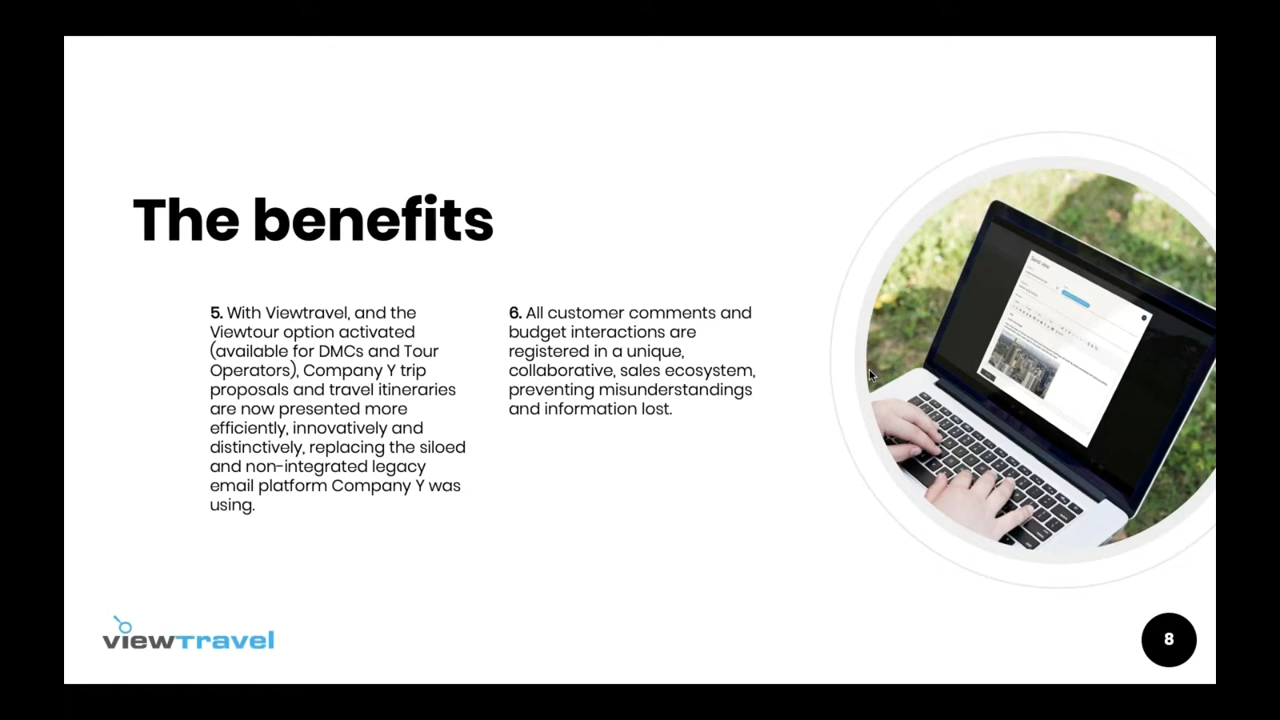 The benefits
5. With Viewtravel, and the
Viewtour option activated
(available for DMCs and Tour
Operators), Company Y trip
proposals and travel itineraries
are now presented more
efficiently, innovatively and
distinctively, replacing the siloed
and non-integrated legacy
email platform Company Y was
using.
6. All customer comments and
budget interactions are
registered in a unique,
collaborative, sales ecosystem,
preventing misunderstandings
and information lost.
viewTravel
8